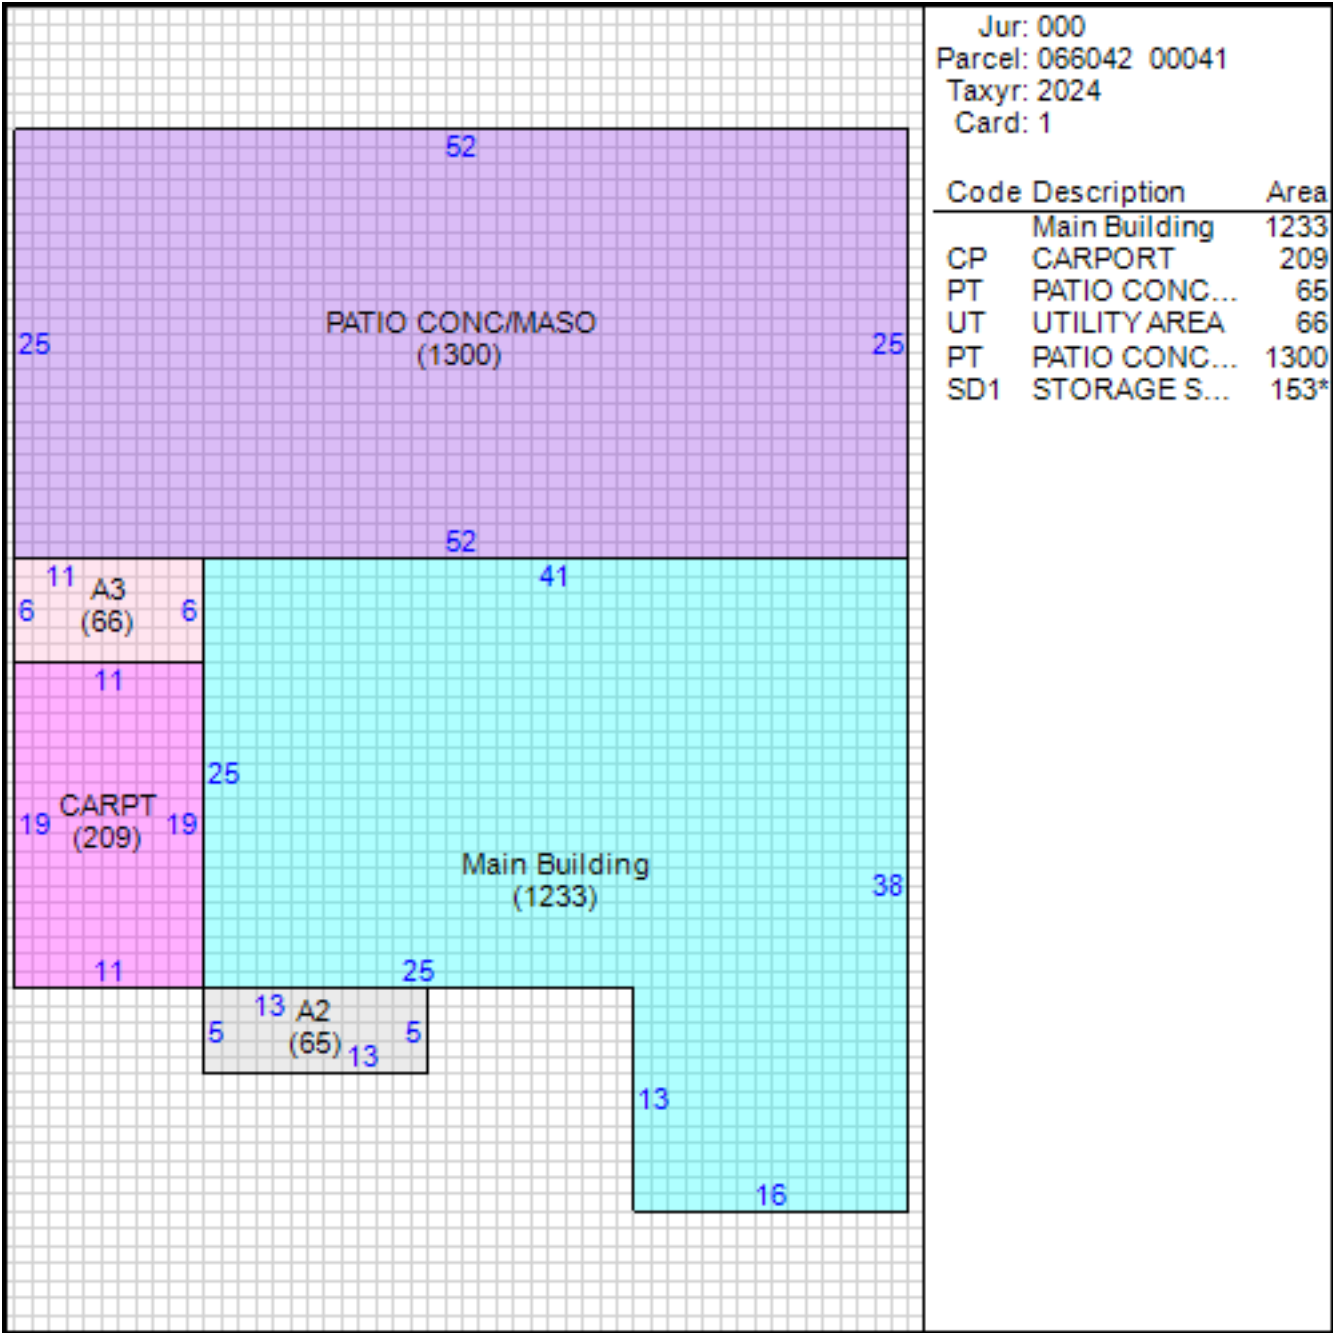 Jur: 000
Parcel: 066042 00041
Taxyr: 2024
Card: 1
Code Description Area
Main Building 1233
CP CARPORT 209
PT PATIO CONC... 65
UT UTILITY AREA 66
PT PATIO CONC... 1300
SD1 STORAGE S... 153*
52
PATIO CONC/MASO
25 25
(1300)
52
11 41
A3
6 6
(66)
11
25
CARPT
19 19
(209)
Main Building
38
(1233)
11 25
13 A2
5 5
(65) 13
13
16